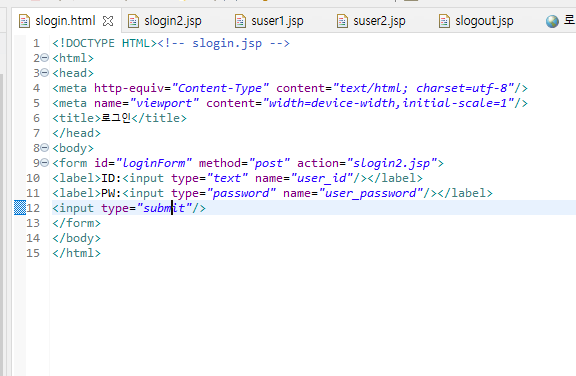 slogin.html slogin2.jsp suser1.jsp suser2.jsp slogout.jsp 로
1 <!DOCTYPE HTML><!-- slogin.jsp -->
2 <html>
3 <head>
4 <meta http-equiv="Content-Type" content="text/html; charset=utf-8"/>
5 <meta name="viewport" content="width=device-width,initial-scale=1"/>
6 <title>로그인</title>
7 </head>
8 <body>
9 <form id="loginForm" method="post" action="slogin2.jsp">
10 <label>ID:<input type="text" name="user_id"/></label>
11 <label>PW:<input type="password" name="user_password"/></label>
12 <input type="submit"/>
13 </form>
14 </body>
15 </html>